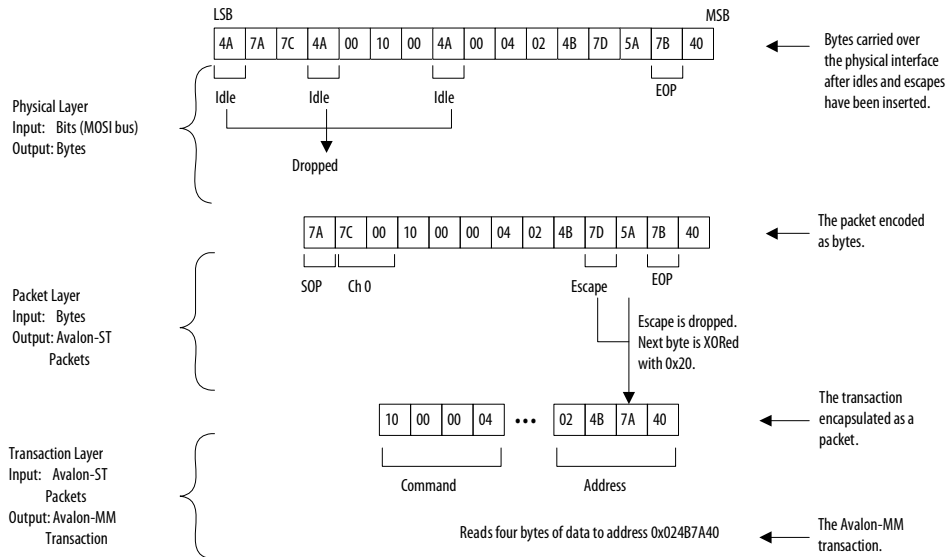 LSB MSB
4A 7A 7C 4A 00 10 00 4A 00 04 02 4B 7D 5A 7B 40
Idle Idle Idle EOP
Dropped
Bytes carried over
the physical interface
after idles and escapes
have been inserted.
Physical Layer
Input: Bits (MOSI bus)
Output: Bytes
7A 7C 00 10 00 00 04 02 4B 7D 5A 7B 40
SOP Ch 0 Escape EOP
The packet encoded
as bytes.
Packet Layer
Input: Bytes
Output: Avalon-ST
Packets
Escape is dropped.
Next byte is XORed
with 0x20.
10 00 00 04 ••• 02 4B 7A 40
Command Address
The transaction
encapsulated as a
packet.
Transaction Layer
Input: Avalon-ST
Packets
Output: Avalon-MM
Transaction
Reads four bytes of data to address 0x024B7A40
The Avalon-MM
transaction.